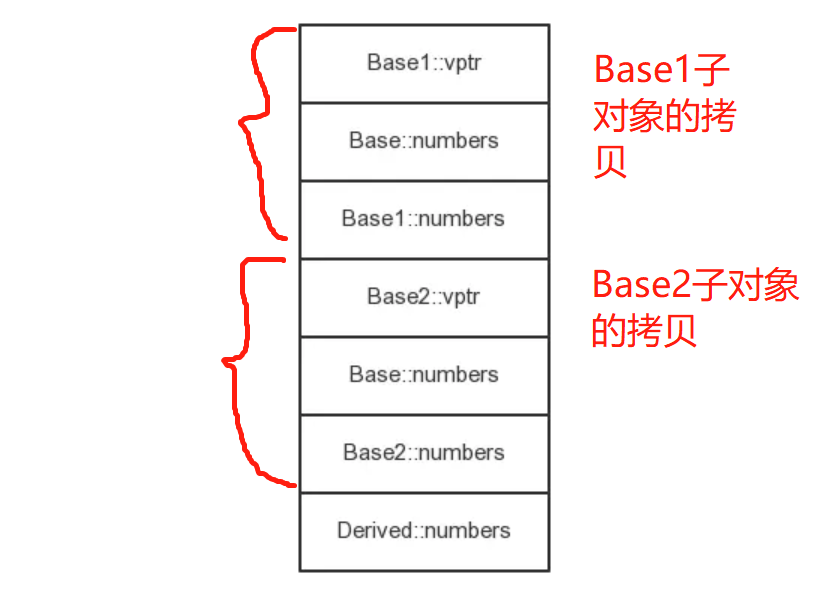 Base1::vptr
Base::numbers
Base1::numbers
Base2::vptr
Base::numbers
Base2::numbers
Derived::numbers
Base1子
对象的拷
贝
Base2子对象
的拷贝